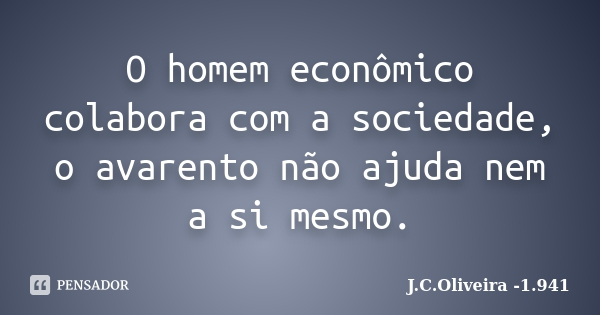 O homem econômico
colabora com a sociedade,
o avarento não ajuda nem
a si mesmo.
PENSADOR
J.C.Oliveira -1.941